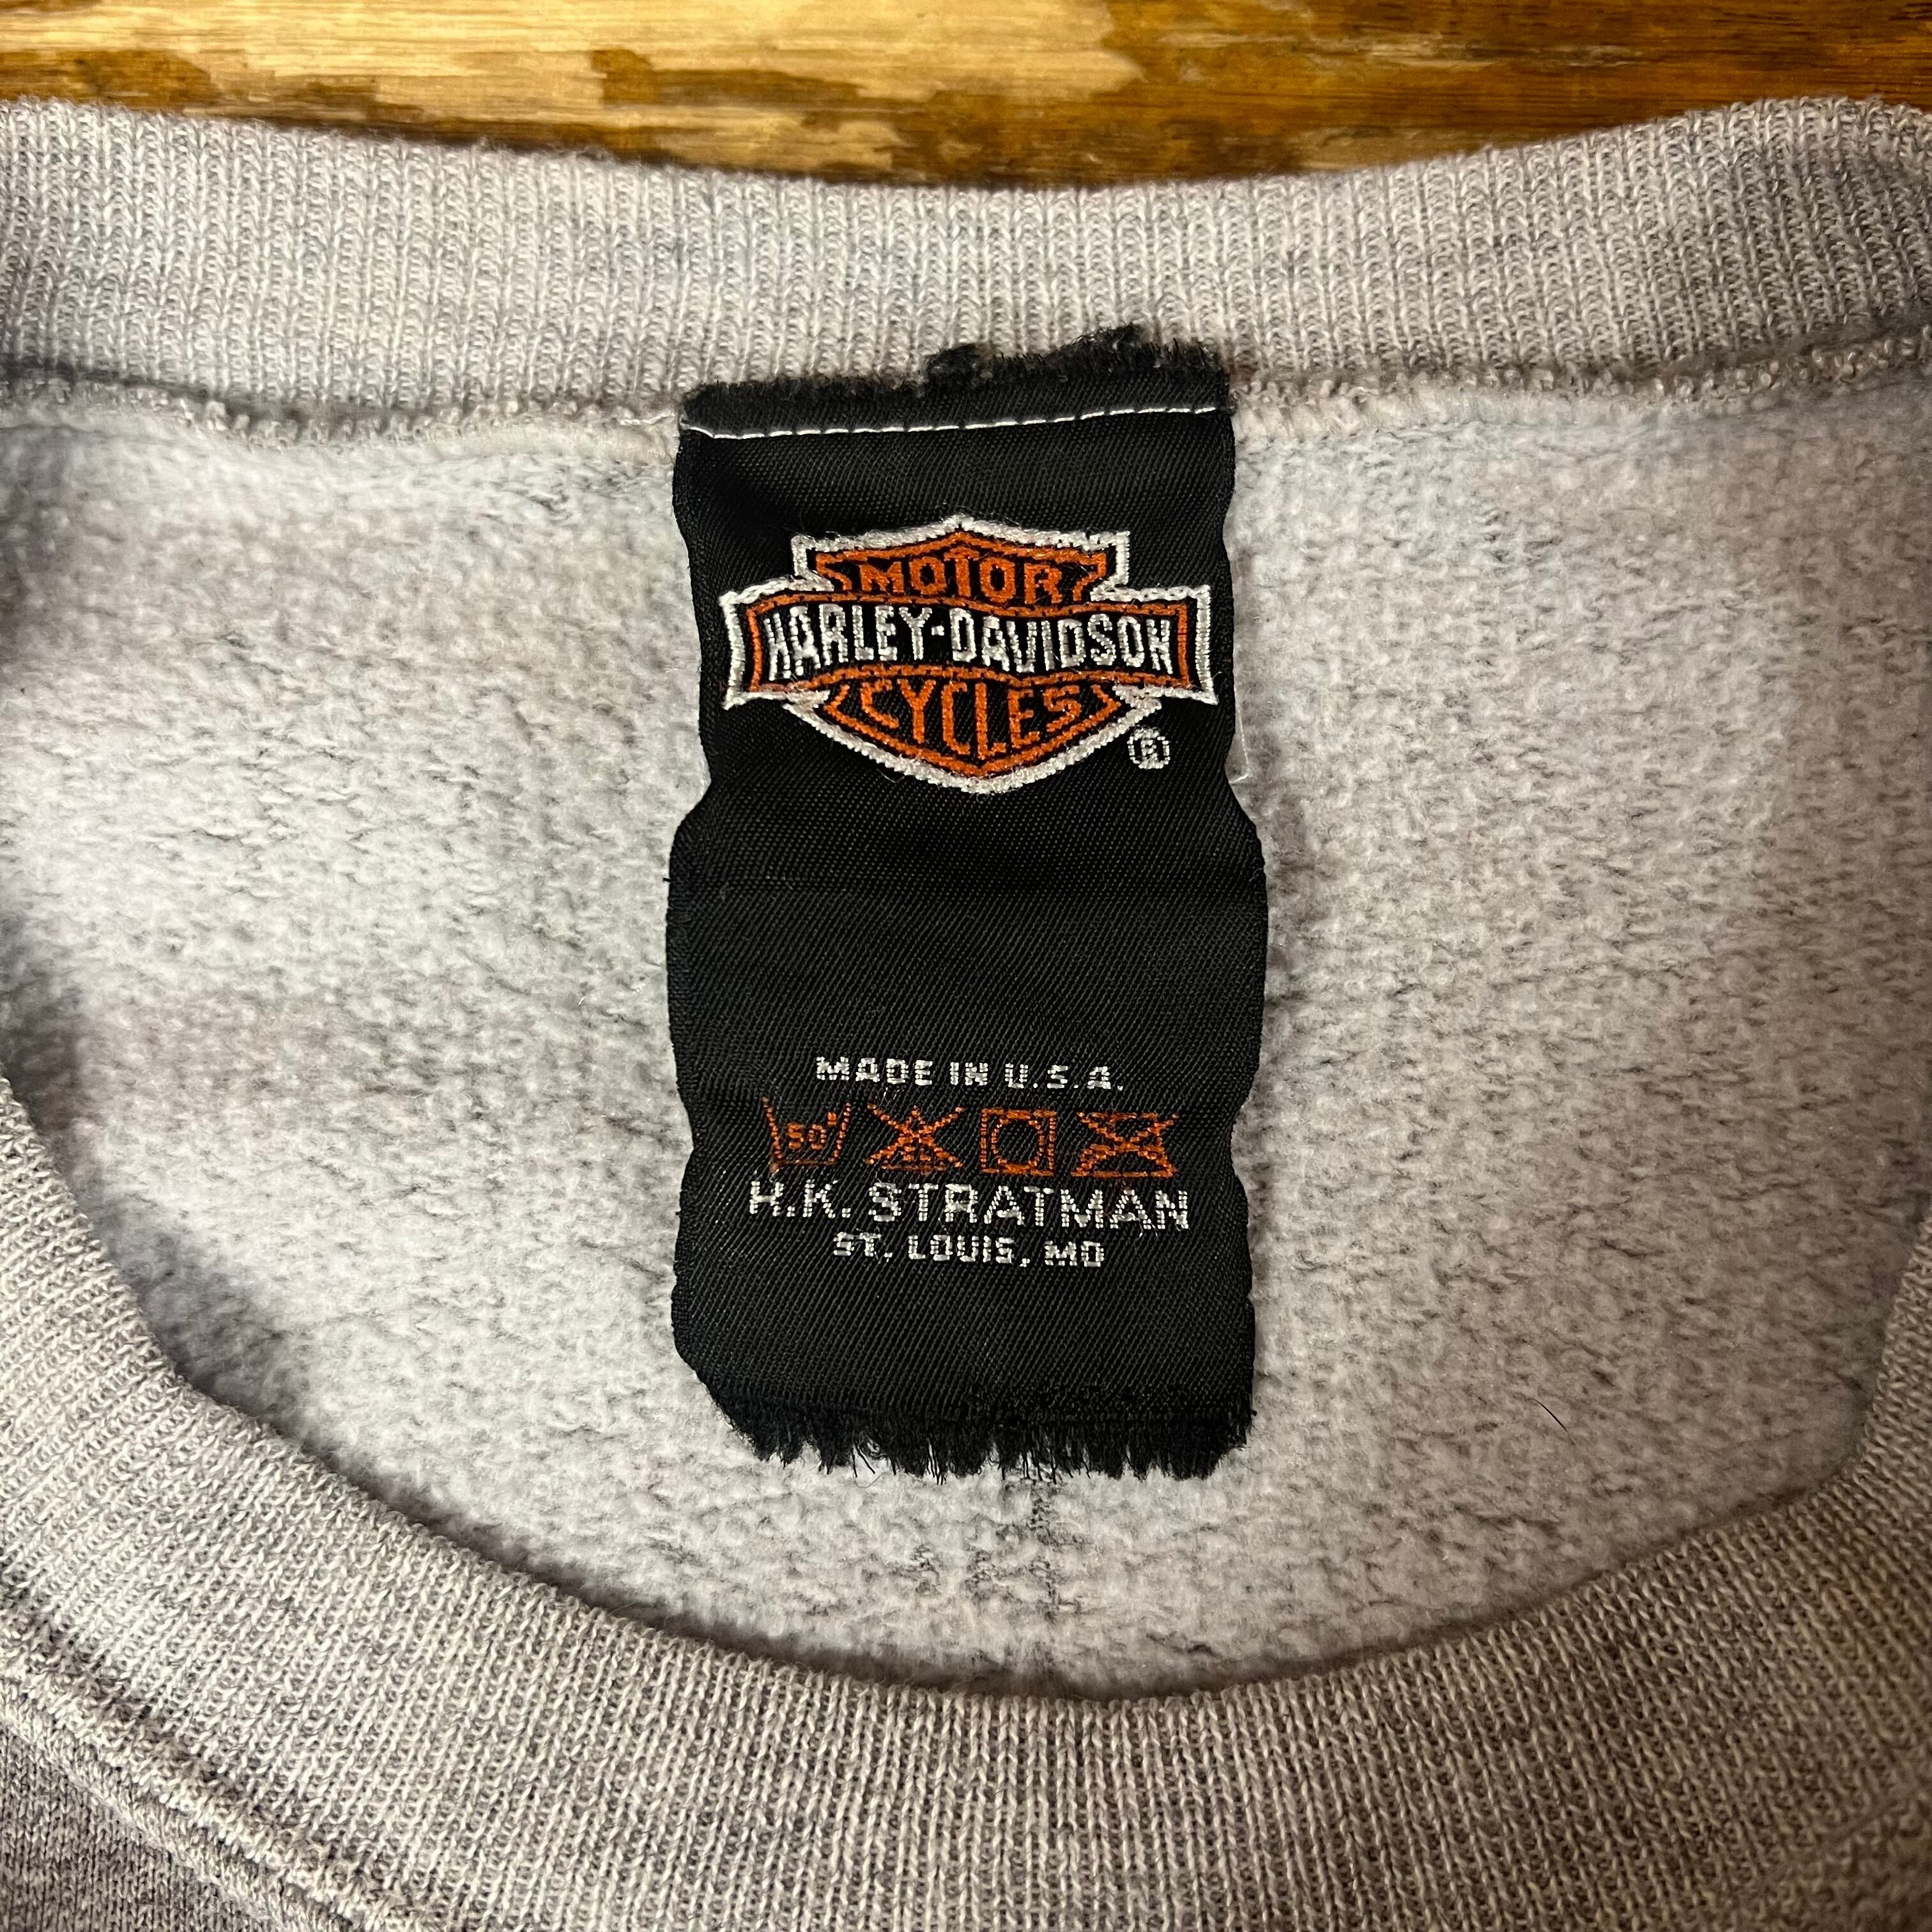 MOTOR
HARLEY-DAVIDSON
CYCLES
®
MADE IN U.S.A.
50°
H.K. STRATMAN
ST. LOUIS, MO